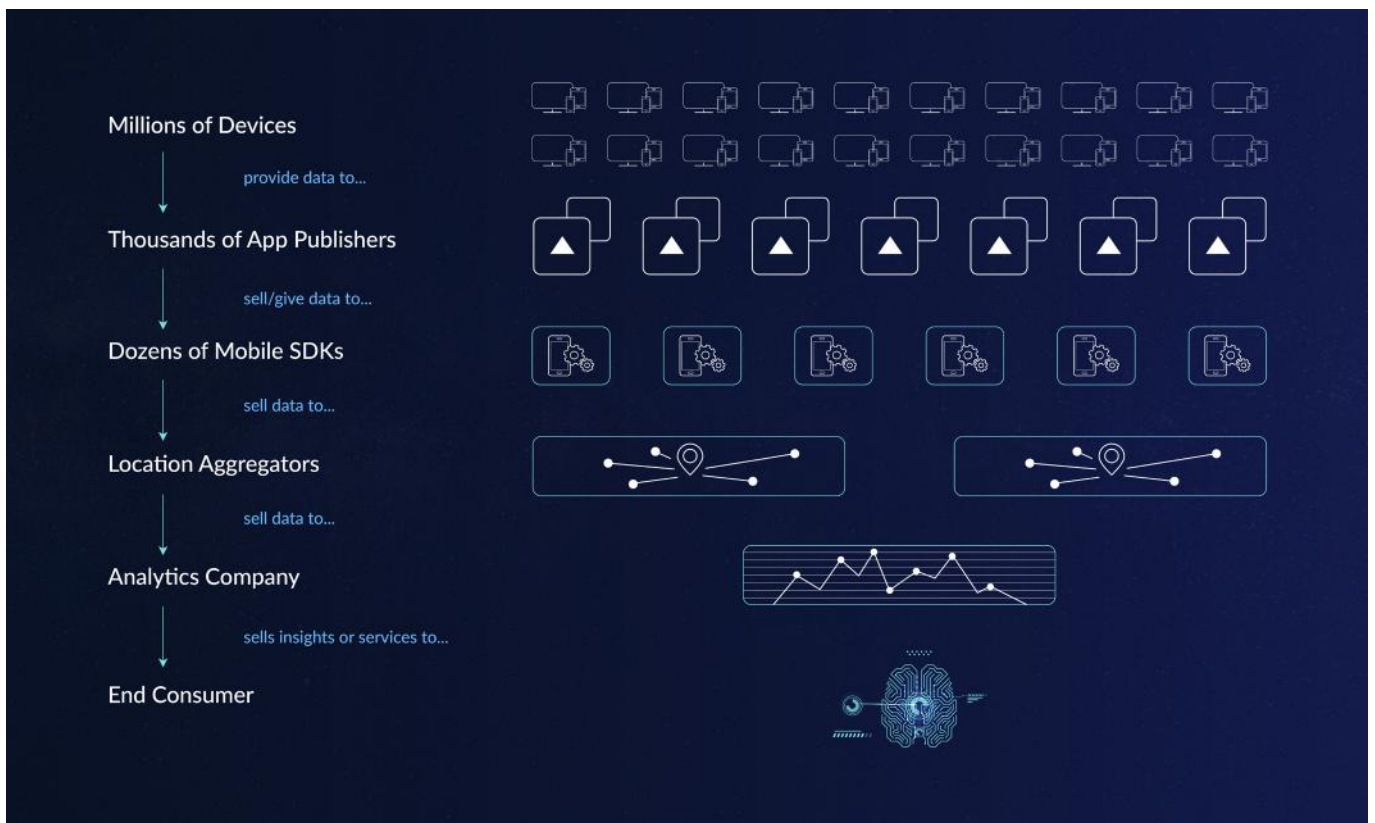 Millions of Devices
provide data to...
Thousands of App Publishers
sell/give data to...
Dozens of Mobile SDKs
sell data to...
Location Aggregators
sell data to...
Analytics Company
sells insights or services to...
End Consumer